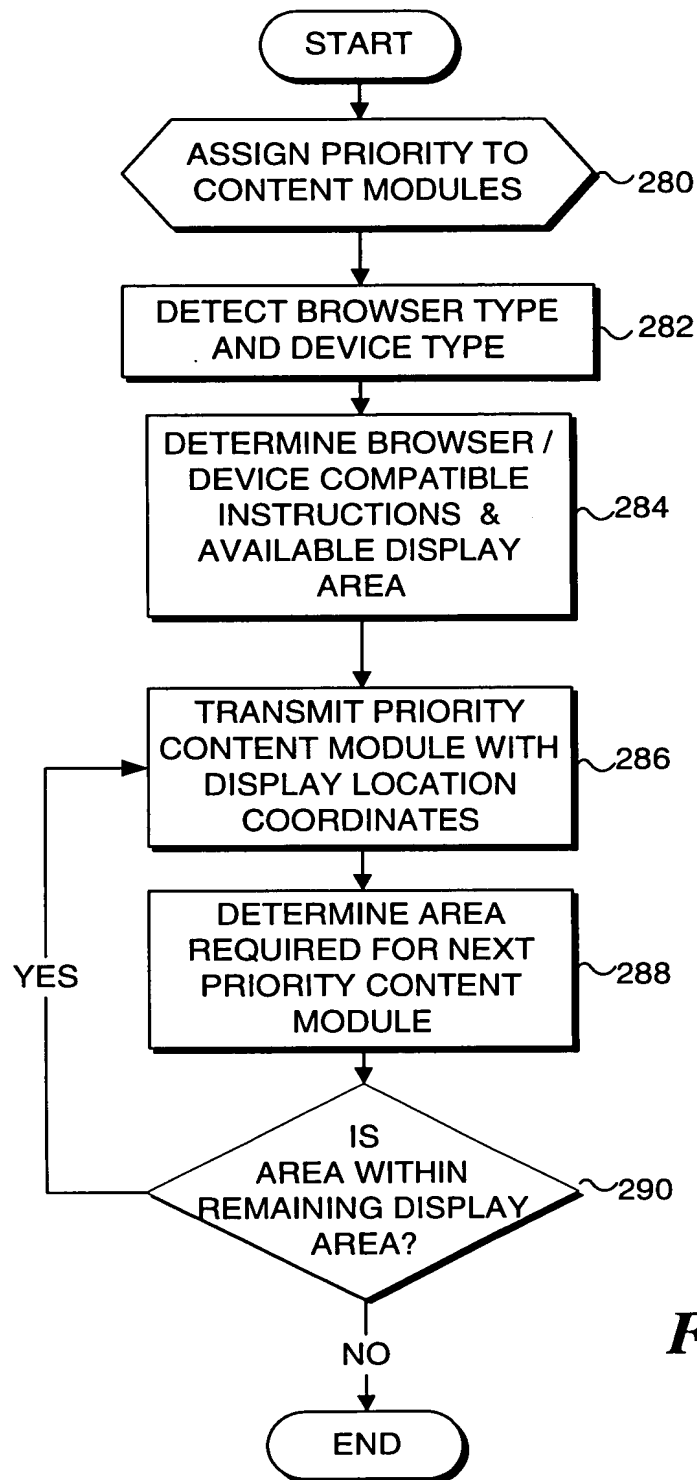 START
ASSIGN PRIORITY TO
CONTENT MODULES
280
DETECT BROWSER TYPE
AND DEVICE TYPE
282
DETERMINE BROWSER /
DEVICE COMPATIBLE
INSTRUCTIONS &
AVAILABLE DISPLAY
AREA
284
TRANSMIT PRIORITY
CONTENT MODULE WITH
DISPLAY LOCATION
COORDINATES
286
DETERMINE AREA
REQUIRED FOR NEXT
PRIORITY CONTENT
MODULE
288
YES
IS
AREA WITHIN
REMAINING DISPLAY
AREA?
290
F
NO
END